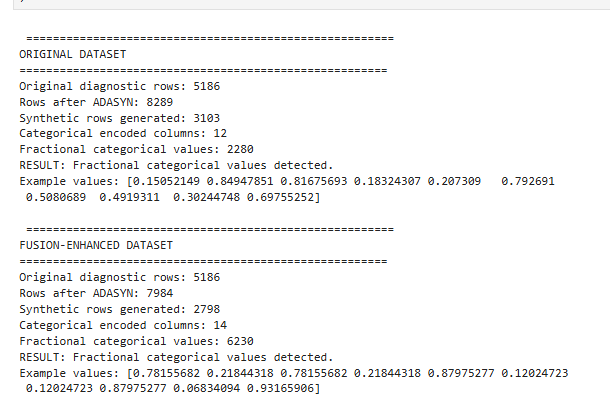 ======================================================
ORIGINAL DATASET
======================================================
Original diagnostic rows: 5186
Rows after ADASYN: 8289
Synthetic rows generated: 3103
Categorical encoded columns: 12
Fractional categorical values: 2280
RESULT: Fractional categorical values detected.
Example values: [0.15052149 0.84947851 0.81675693 0.18324307 0.207309   0.792691
 0.5080689  0.4919311  0.30244748 0.69755252]
======================================================
FUSION-ENHANCED DATASET
======================================================
Original diagnostic rows: 5186
Rows after ADASYN: 7984
Synthetic rows generated: 2798
Categorical encoded columns: 14
Fractional categorical values: 6230
RESULT: Fractional categorical values detected.
Example values: [0.78155682 0.21844318 0.78155682 0.21844318 0.87975277 0.12024723
 0.12024723 0.87975277 0.06834094 0.93165906]